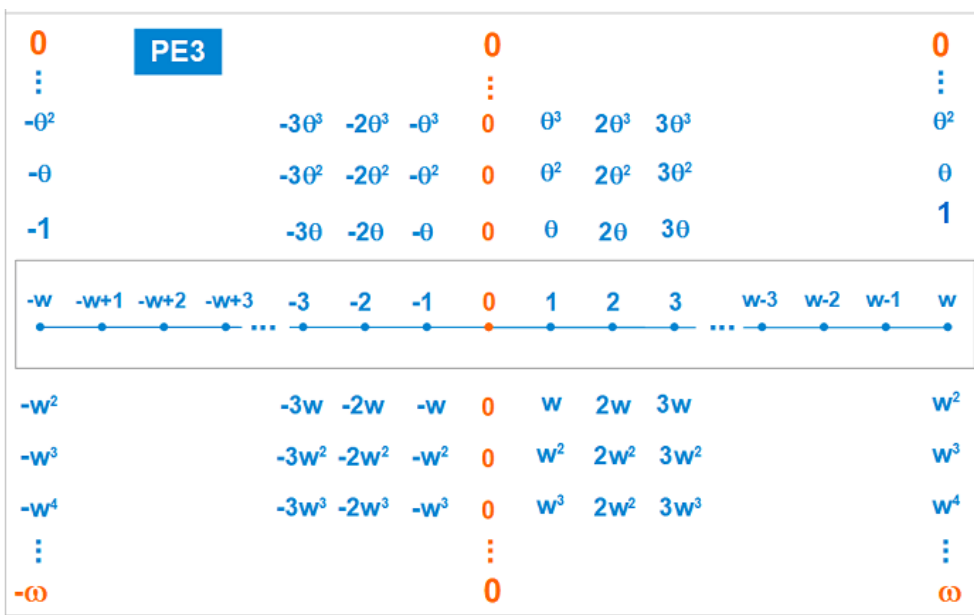 0 PE3 0 0
⋮ ⋮ ⋮
-θ² -3θ³ -2θ³ -θ³ 0 θ³ 2θ³ 3θ³ θ²
-θ -3θ² -2θ² -θ² 0 θ² 2θ² 3θ² θ
-1 -3θ -2θ -θ 0 θ 2θ 3θ 1
-w -w+1 -w+2 -w+3 -3 -2 -1 0 1 2 3 w-3 w-2 w-1 w
... ...
-w² -3w -2w -w 0 w 2w 3w w²
-w³ -3w² -2w² -w² 0 w² 2w² 3w² w³
-w⁴ -3w³ -2w³ -w³ 0 w³ 2w² 3w³ w⁴
⋮ ⋮ ⋮
-ω 0 ω